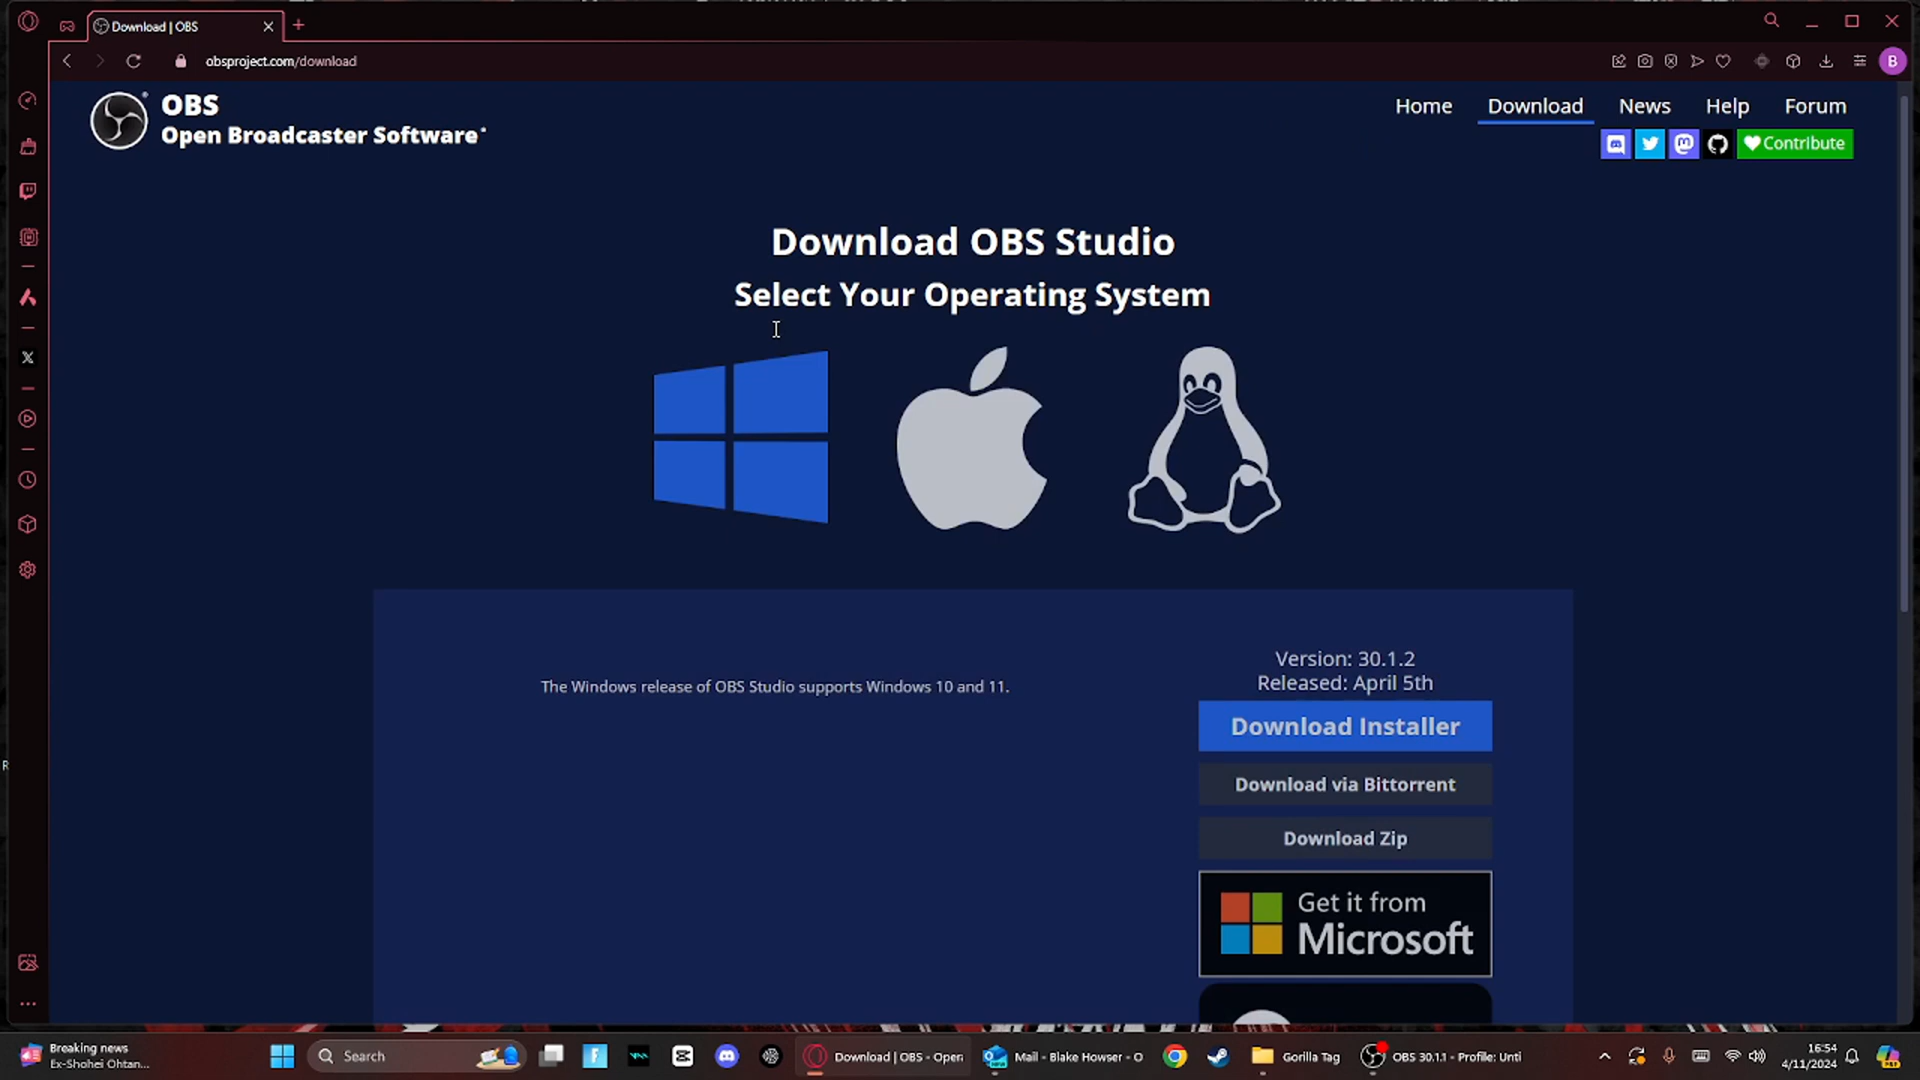 Download | OBS
obsproject.com/download
B
OBS
Open Broadcaster Software
Home
Download
News
Help
Forum
Contribute
Download OBS Studio
Select Your Operating System
The Windows release of OBS Studio supports Windows 10 and 11.
Version: 30.1.2
Released: April 5th
Download Installer
Download via Bittorrent
Download Zip
Get it from
Microsoft
Breaking news
Ex-Shohei Ohtan...
Search
Download | OBS - Open
Mail - Blake Howser - O
Gorilla Tag
OBS 30.1.1 - Profile: Unti
16:54
4/11/2024